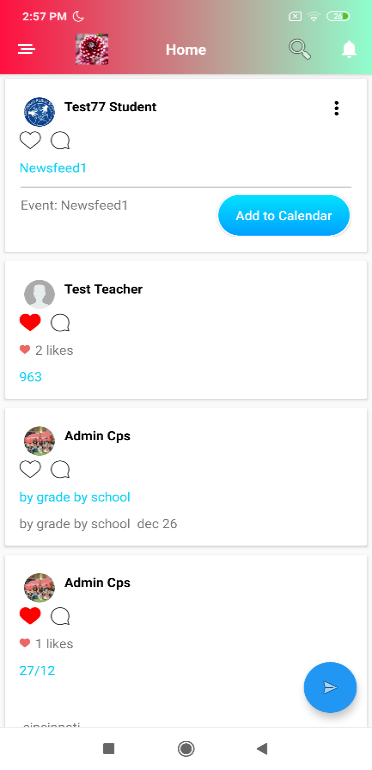 2:57 PM
28
Home
Test77 Student
Newsfeed1
Event: Newsfeed1
Add to Calendar
Test Teacher
2 likes
963
Admin Cps
by grade by school
by grade by school dec 26
Admin Cps
1 likes
27/12
cincinnati